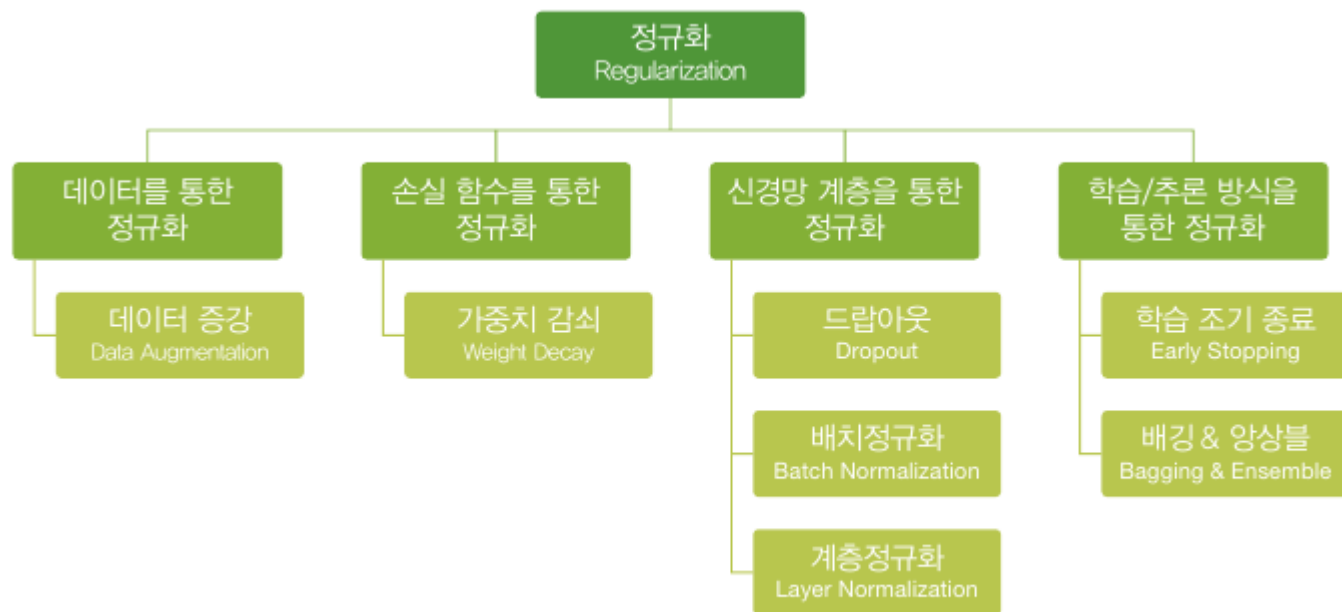 정규화
Regularization
데이터를 통한
정규화
손실 함수를 통한
정규화
신경망 계층을 통한
정규화
학습/추론 방식을
통한 정규화
데이터 증강
Data Augmentation
가중치 감쇠
Weight Decay
드랍아웃
Dropout
학습 조기 종료
Early Stopping
배치정규화
Batch Normalization
배깅 & 앙상블
Bagging & Ensemble
계층정규화
Layer Normalization